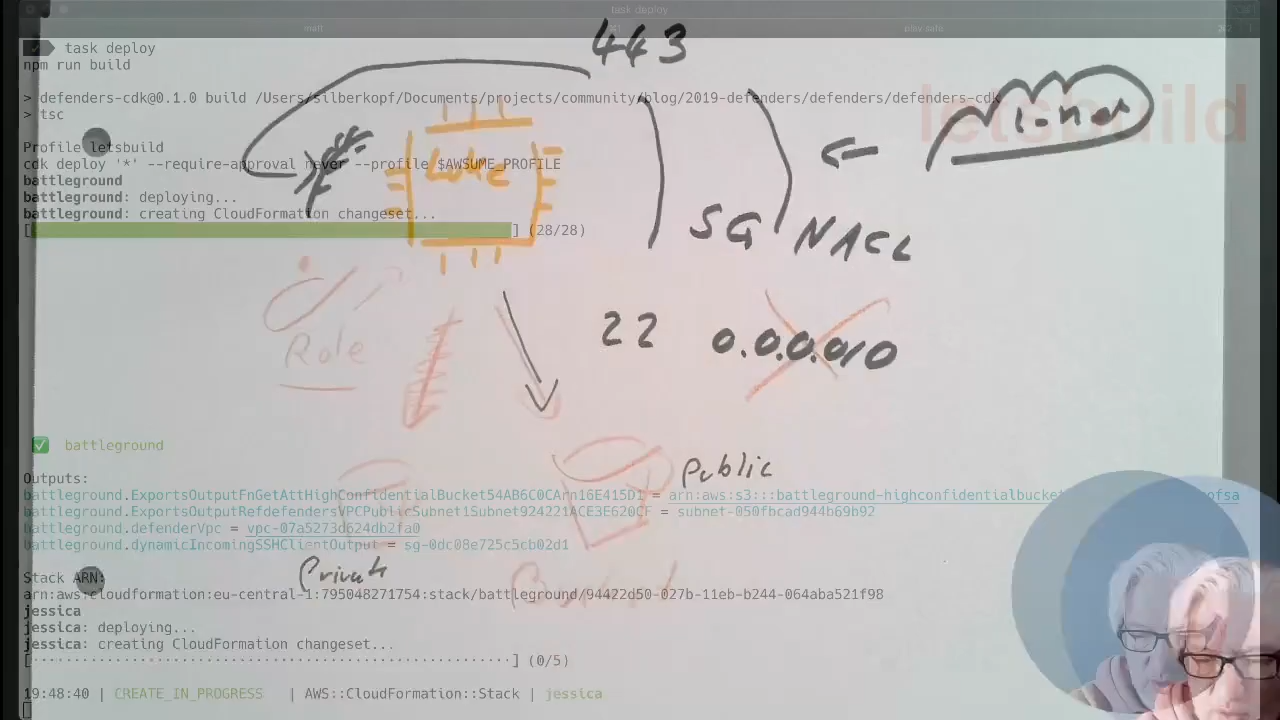 task deploy
443
task deploy
npm run build
letsbuild
> defenders-cdk@0.1.0 build /Users/silberkopf/Documents/projects/community/blog/2019-defenders/defenders/defenders-cdk
> tsc
Profile letsbuild
cdk deploy '*' --require-approval never --profile $AWSUME_PROFILE
battleground
battleground: deploying...
battleground: creating CloudFormation changeset...
[ ] (28/28)
SG NACL
22 0.0.0.0/0
Role
battleground
Public
Outputs:
battleground.ExportsOutputFnGetAttHighConfidentialBucket54AB6C0CArn16E415D1 = arn:aws:s3:::battleground-highconfidentialbucket
battleground.ExportsOutputRefdefendersVPCPublicSubnet1Subnet924221ACE3E620CF = subnet-050fbcad944b69b92
battleground.defenderVpc = vpc-07a5273d624db2fa0
battleground.dynamicIncomingSSHClientOutput = sg-0dc08e725c5cb02d1
Private
Stack ARN:
arn:aws:cloudformation:eu-central-1:795048271754:stack/battleground/94422d50-027b-11eb-b244-064aba521f98
jessica
jessica: deploying...
jessica: creating CloudFormation changeset...
[·····················································] (0/5)
19:48:40 | CREATE_IN_PROGRESS | AWS::CloudFormation::Stack | jessica